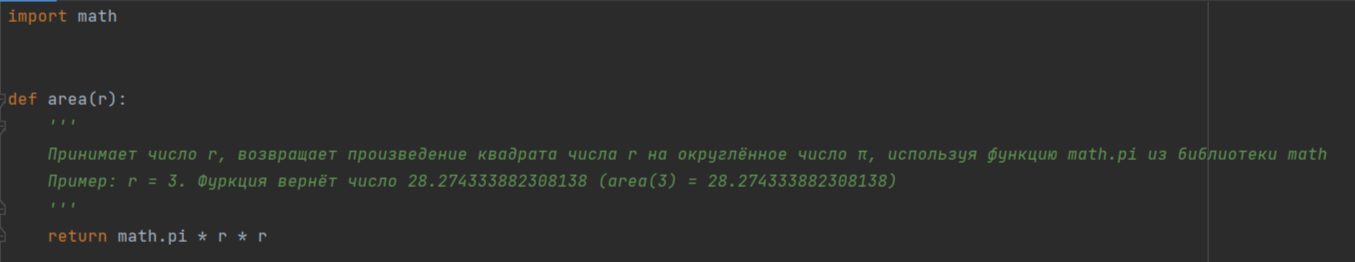 import math
def area(r):
'''
Принимает число r, возвращает произведение квадрата числа r на округлённое число π, используя функцию math.pi из библиотеки math
Пример: r = 3. Фуркция вернёт число 28.274333882308138 (area(3) = 28.274333882308138)
'''
return math.pi * r * r